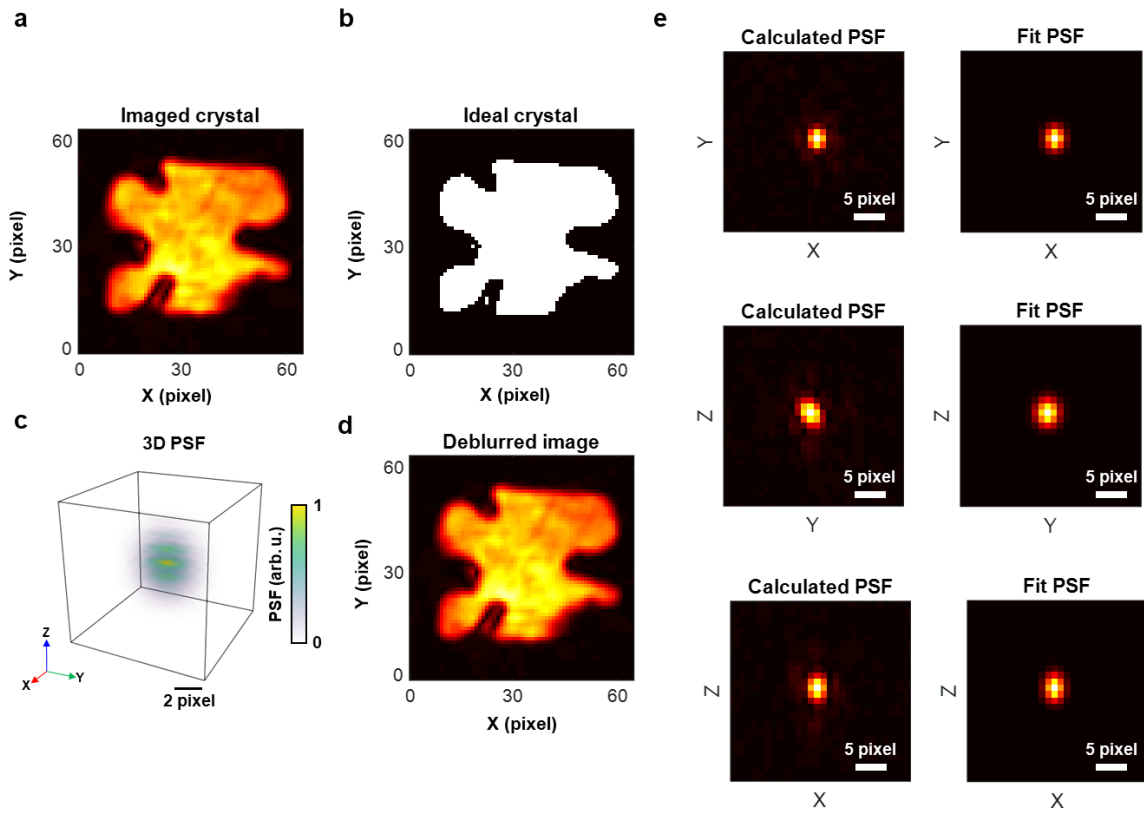 a
Imaged crystal
60
30
0
Y (pixel)
0 30 60
X (pixel)
b
Ideal crystal
60
30
0
Y (pixel)
0 30 60
X (pixel)
c
3D PSF
1
0
PSF (arb. u.)
Z
X
Y
2 pixel
d
Deblurred image
60
30
0
Y (pixel)
0 30 60
X (pixel)
e
Calculated PSF
Y
5 pixel
X
Fit PSF
Y
5 pixel
X
Calculated PSF
Z
5 pixel
Y
Fit PSF
Z
5 pixel
Y
Calculated PSF
Z
5 pixel
X
Fit PSF
Z
5 pixel
X